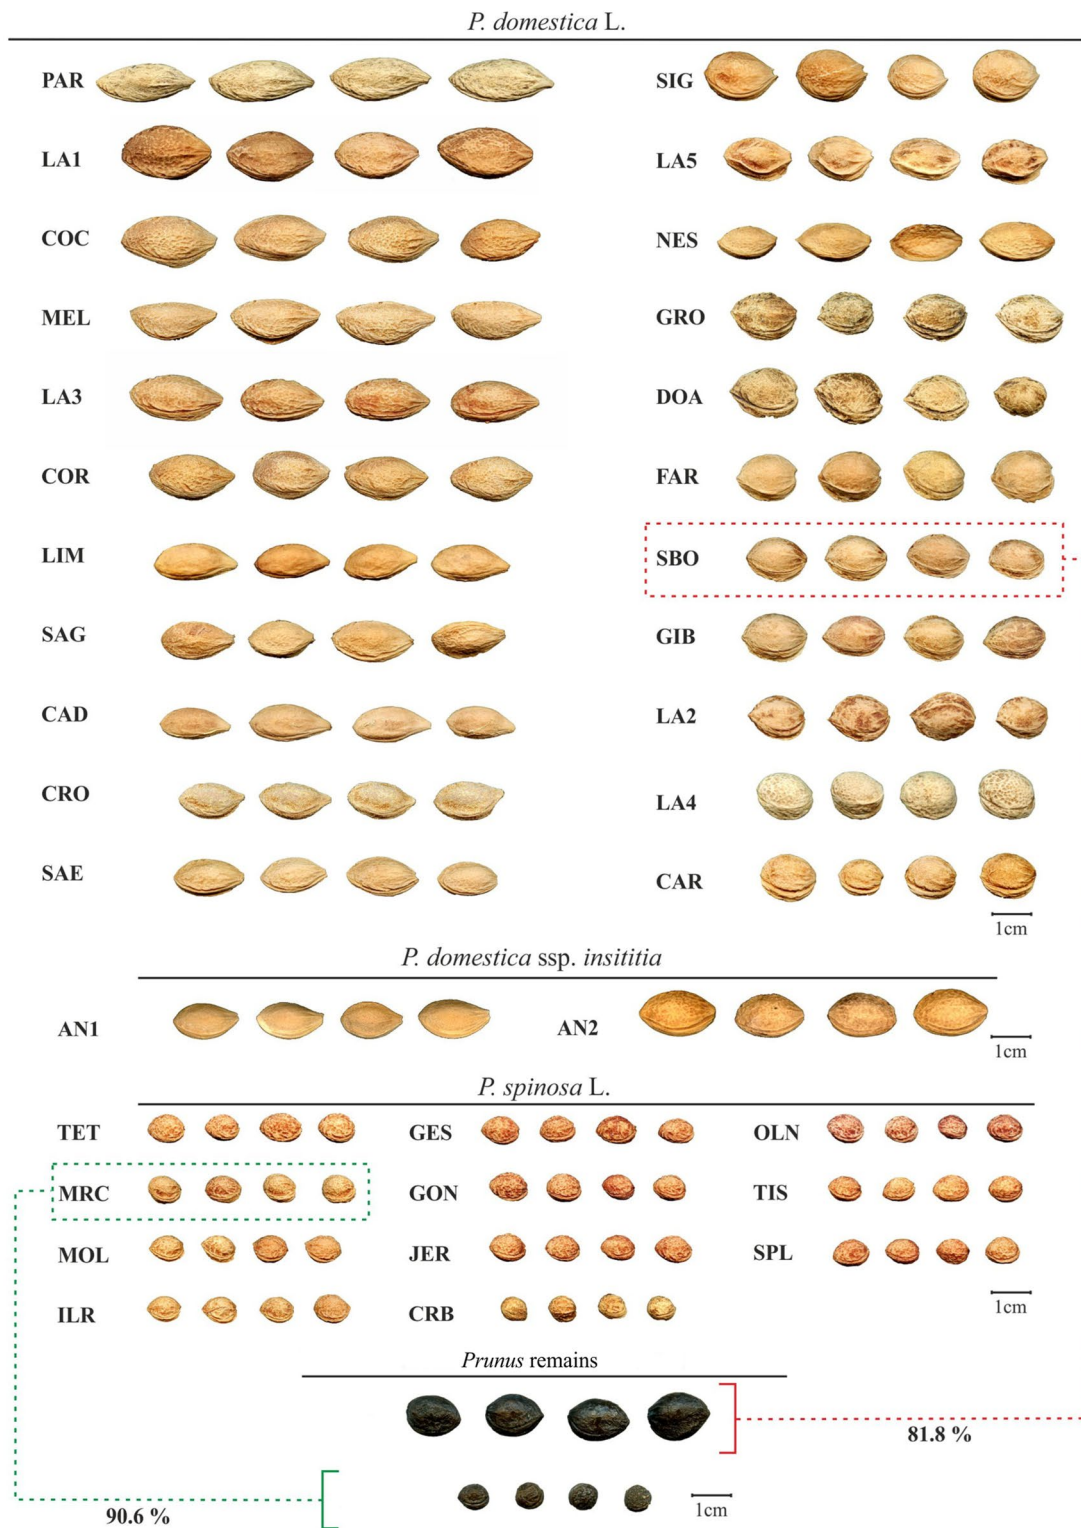 P. domestica L.
PAR
SIG
LA1
LA5
COC
NES
MEL
GRO
LA3
DOA
COR
FAR
LIM
SBO
SAG
GIB
CAD
LA2
CRO
LA4
SAE
CAR
1cm
P. domestica ssp. insititia
AN1
AN2
1cm
P. spinosa L.
TET
GES
OLN
MRC
GON
TIS
MOL
JER
SPL
ILR
CRB
1cm
Prunus remains
81.8 %
90.6 %
1cm